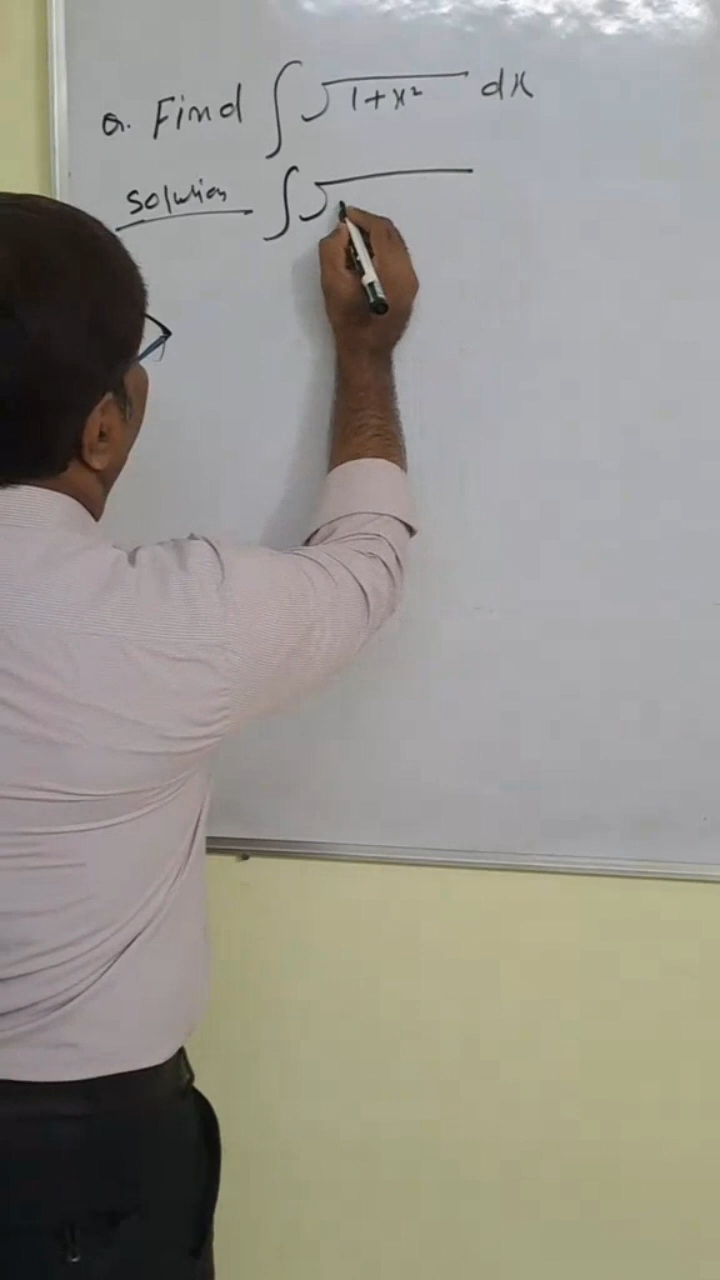 Q. Find ∫√(1+x²) dx
Solution ∫√